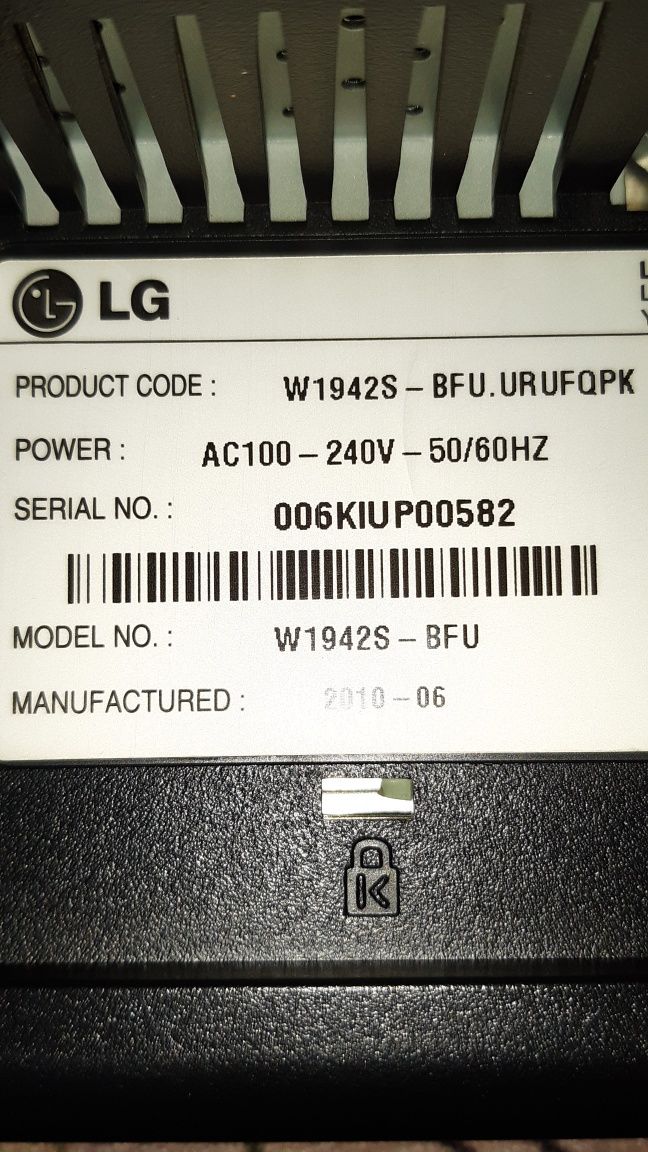 LG
PRODUCT CODE : W1942S-BFU.URUFQPK
POWER : AC100-240V-50/60HZ
SERIAL NO. : 006KIUP00582
MODEL NO. : W1942S-BFU
MANUFACTURED : 2010-06
K